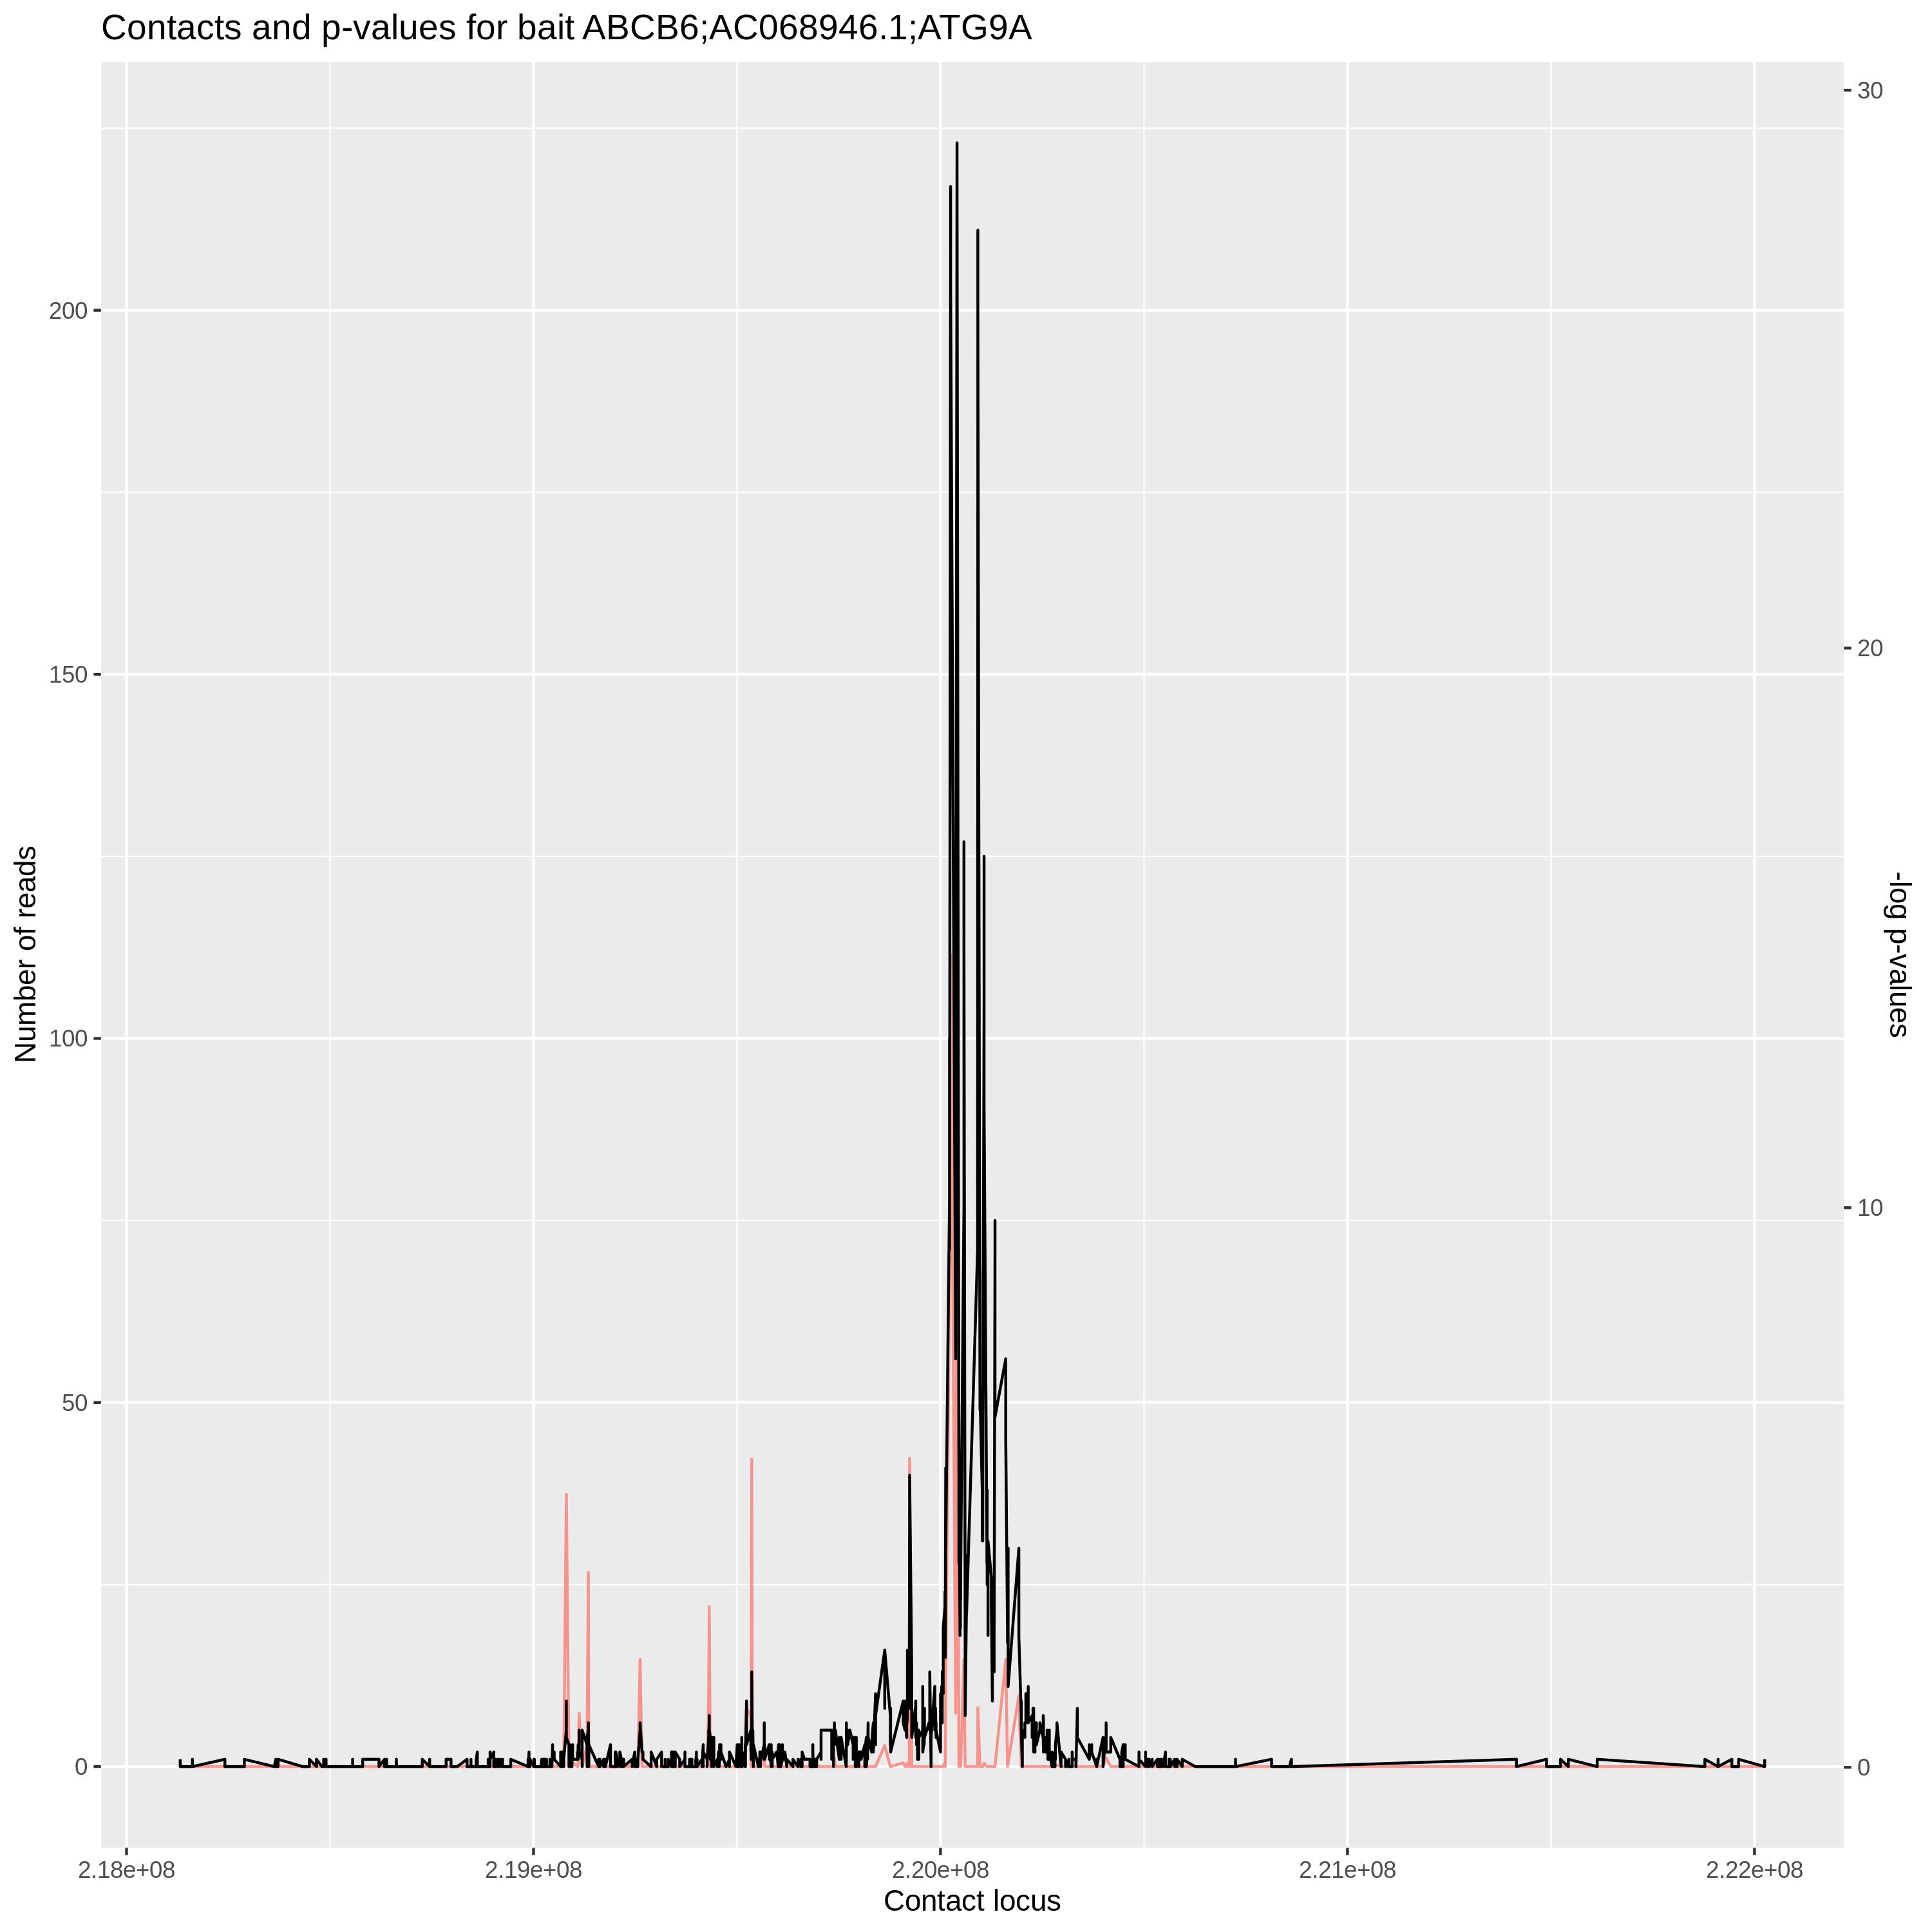 Contacts and p-values for bait ABCB6;AC068946.1;ATG9A
Number of reads
200
150
100
50
0
30
20
10
0
-log p-values
2.18e+08
2.19e+08
2.20e+08
2.21e+08
2.22e+08
Contact locus